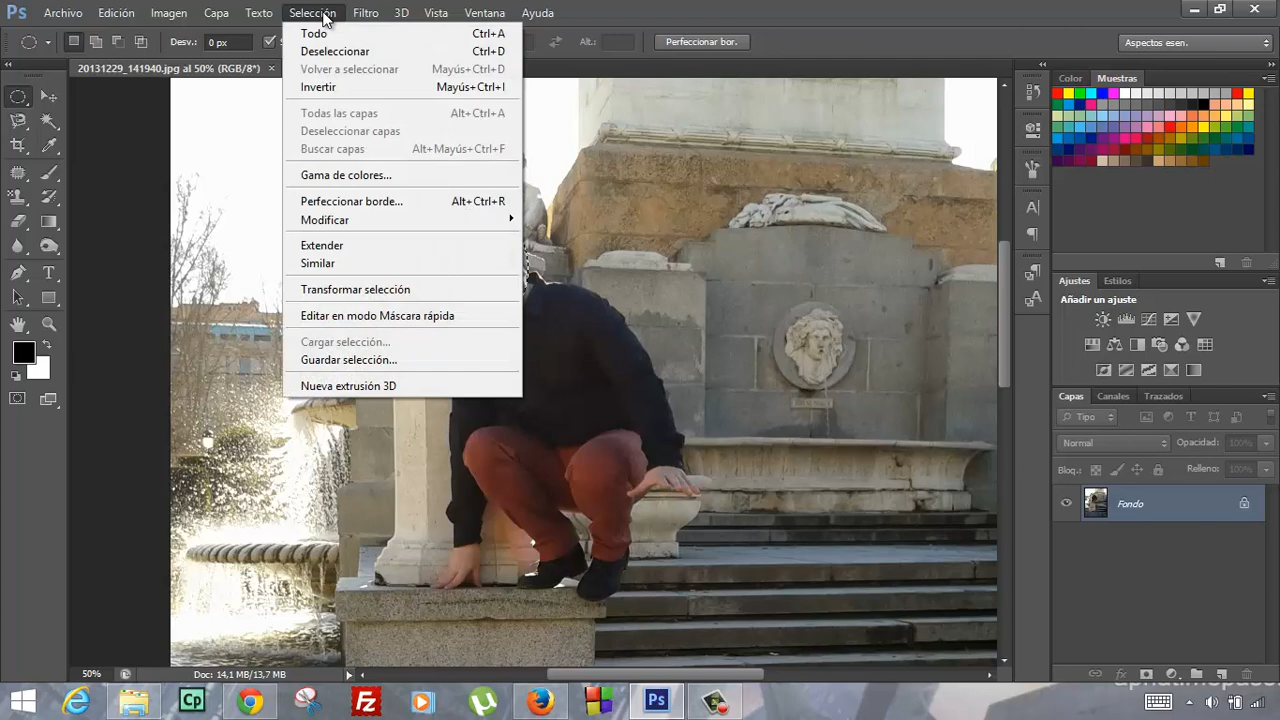 Ps Archivo Edición Imagen Capa Texto Selección Filtro 3D Vista Ventana Ayuda
Desv.: 0 px Alt.: Perfeccionar bor. Aspectos esen.
20131229_141940.jpg al 50% (RGB/8*) ×
Todo Ctrl+A
Deseleccionar Ctrl+D
Volver a seleccionar Mayús+Ctrl+D
Invertir Mayús+Ctrl+I
Todas las capas Alt+Ctrl+A
Deseleccionar capas
Buscar capas Alt+Mayús+Ctrl+F
Gama de colores...
Perfeccionar borde... Alt+Ctrl+R
Modificar
Extender
Similar
Transformar selección
Editar en modo Máscara rápida
Cargar selección...
Guardar selección...
Nueva extrusión 3D
Color Muestras
Ajustes Estilos
Añadir un ajuste
Capas Canales Trazados
Tipo
Normal Opacidad: 100%
Bloq.: Relleno: 100%
Fondo
50% Doc: 14,1 MB/13,7 MB
Cp Fz Ps